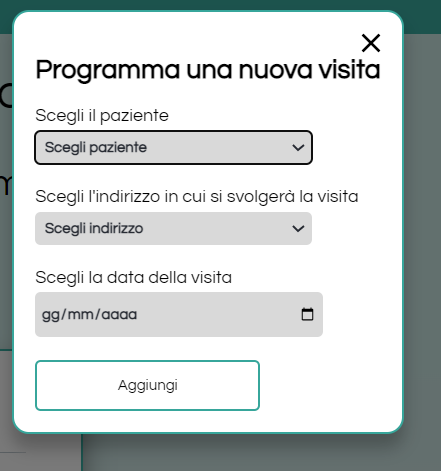 Programma una nuova visita
Scegli il paziente
Scegli paziente
Scegli l'indirizzo in cui si svolgerà la visita
Scegli indirizzo
Scegli la data della visita
gg/mm/aaaa
Aggiungi